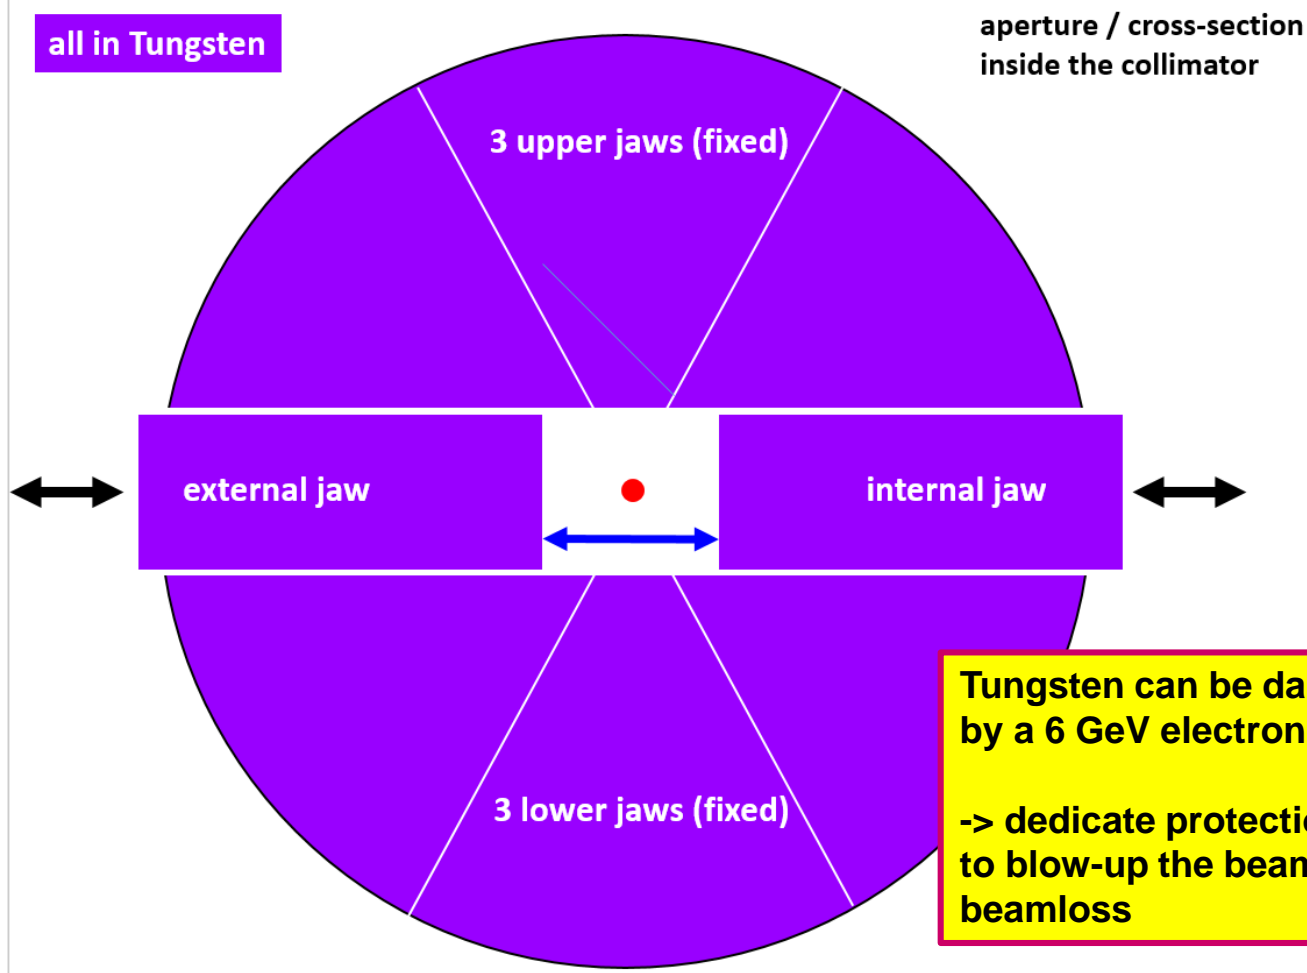 all in Tungsten
aperture / cross-section
inside the collimator
3 upper jaws (fixed)
external jaw
internal jaw
3 lower jaws (fixed)
Tungsten can be
by a 6 GeV electron
-> dedicate
to blow-up the beam
beamloss